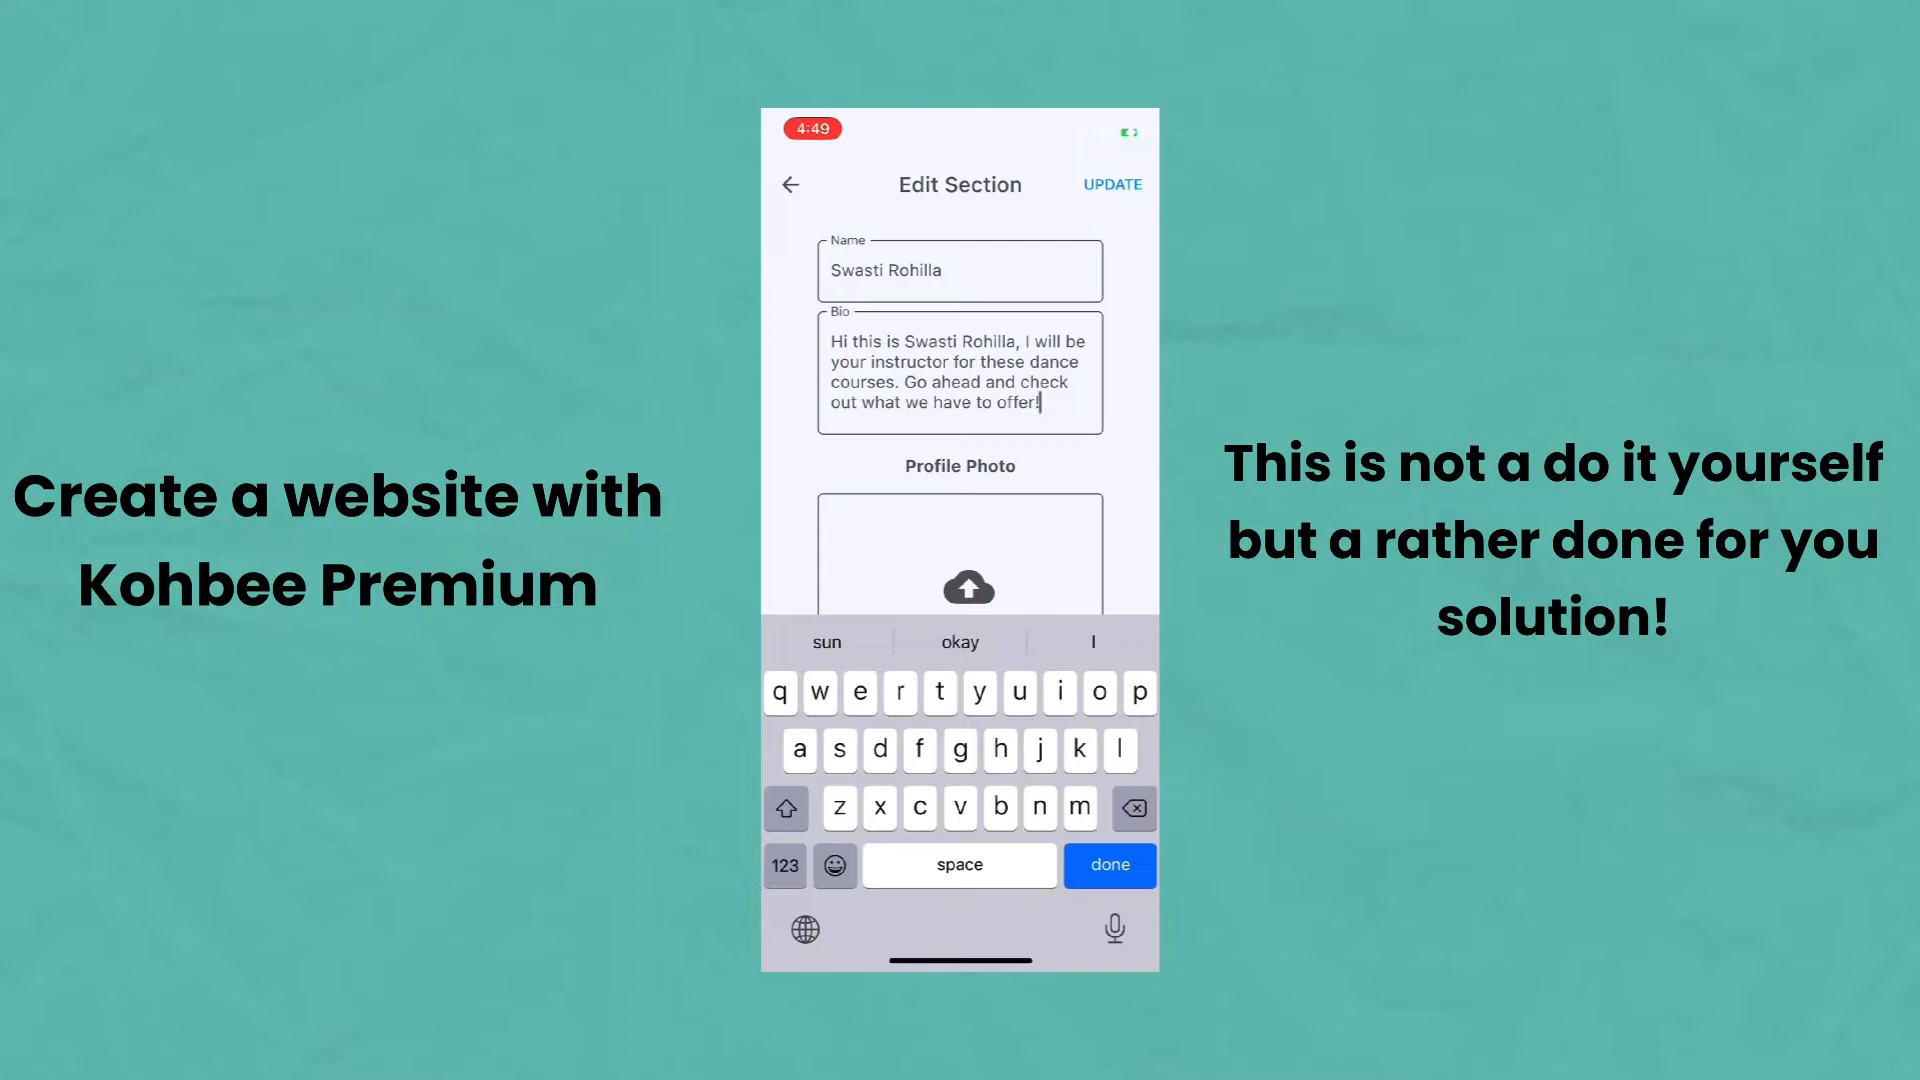 Create a website with
Kohbee Premium
4:49
Edit Section
UPDATE
Name
Swasti Rohilla
Bio
Hi this is Swasti Rohilla, I will be
your instructor for these dance
courses. Go ahead and check
out what we have to offer!
Profile Photo
sun okay I
q w e r t y u i o p
a s d f g h j k l
z x c v b n m
123 space done
This is not a do it yourself
but a rather done for you
solution!